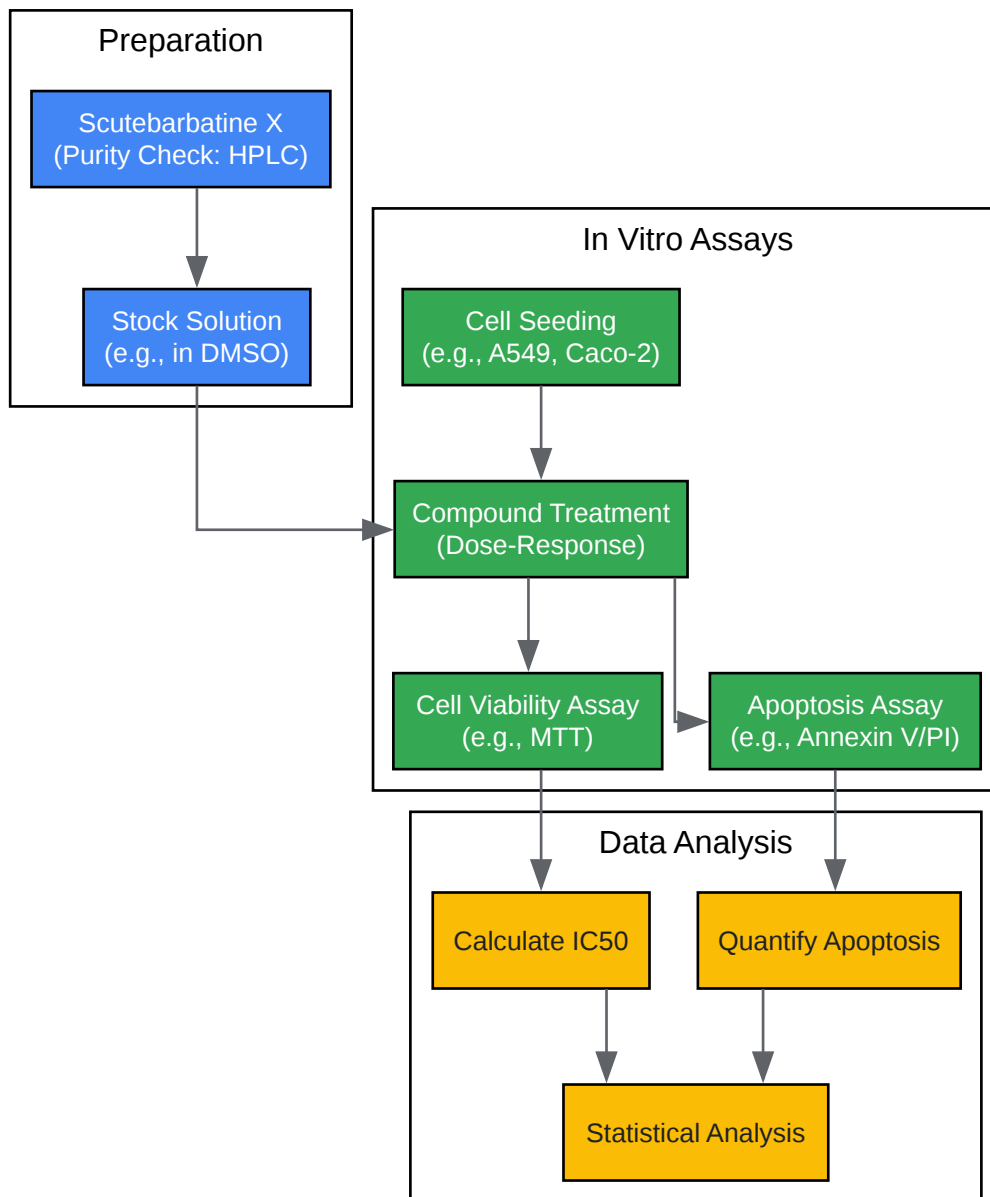 Preparation
Scutebarbatine X
(Purity Check: HPLC)
Stock Solution
(e.g., in DMSO)
In Vitro Assays
Cell Seeding
(e.g., A549, Caco-2)
Compound Treatment
(Dose-Response)
Cell Viability Assay
(e.g., MTT)
Apoptosis Assay
(e.g., Annexin V/PI)
Data Analysis
Calculate IC50
Quantify Apoptosis
Statistical Analysis